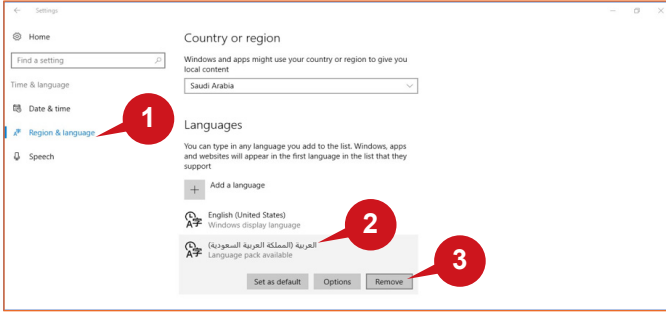 Settings
Home
Find a setting
Time & language
Date & time
Region & language
Speech
1
Country or region
Windows and apps might use your country or region to give you
local content
Saudi Arabia
Languages
You can type in any language you add to the list. Windows, apps
and websites will appear in the first language in the list that they
support
Add a language
English (United States)
Windows display language
2
العربية (المملكة العربية السعودية)
Language pack available
3
Set as default Options Remove